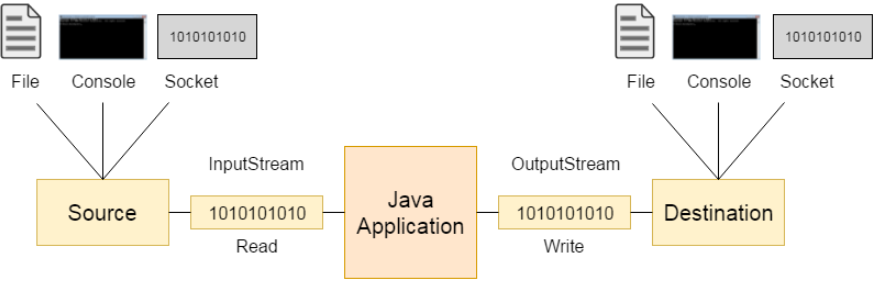 1010101010
1010101010
File
Console
Socket
File
Console
Socket
InputStream
OutputStream
Source
1010101010
Java
Application
1010101010
Destination
Read
Write